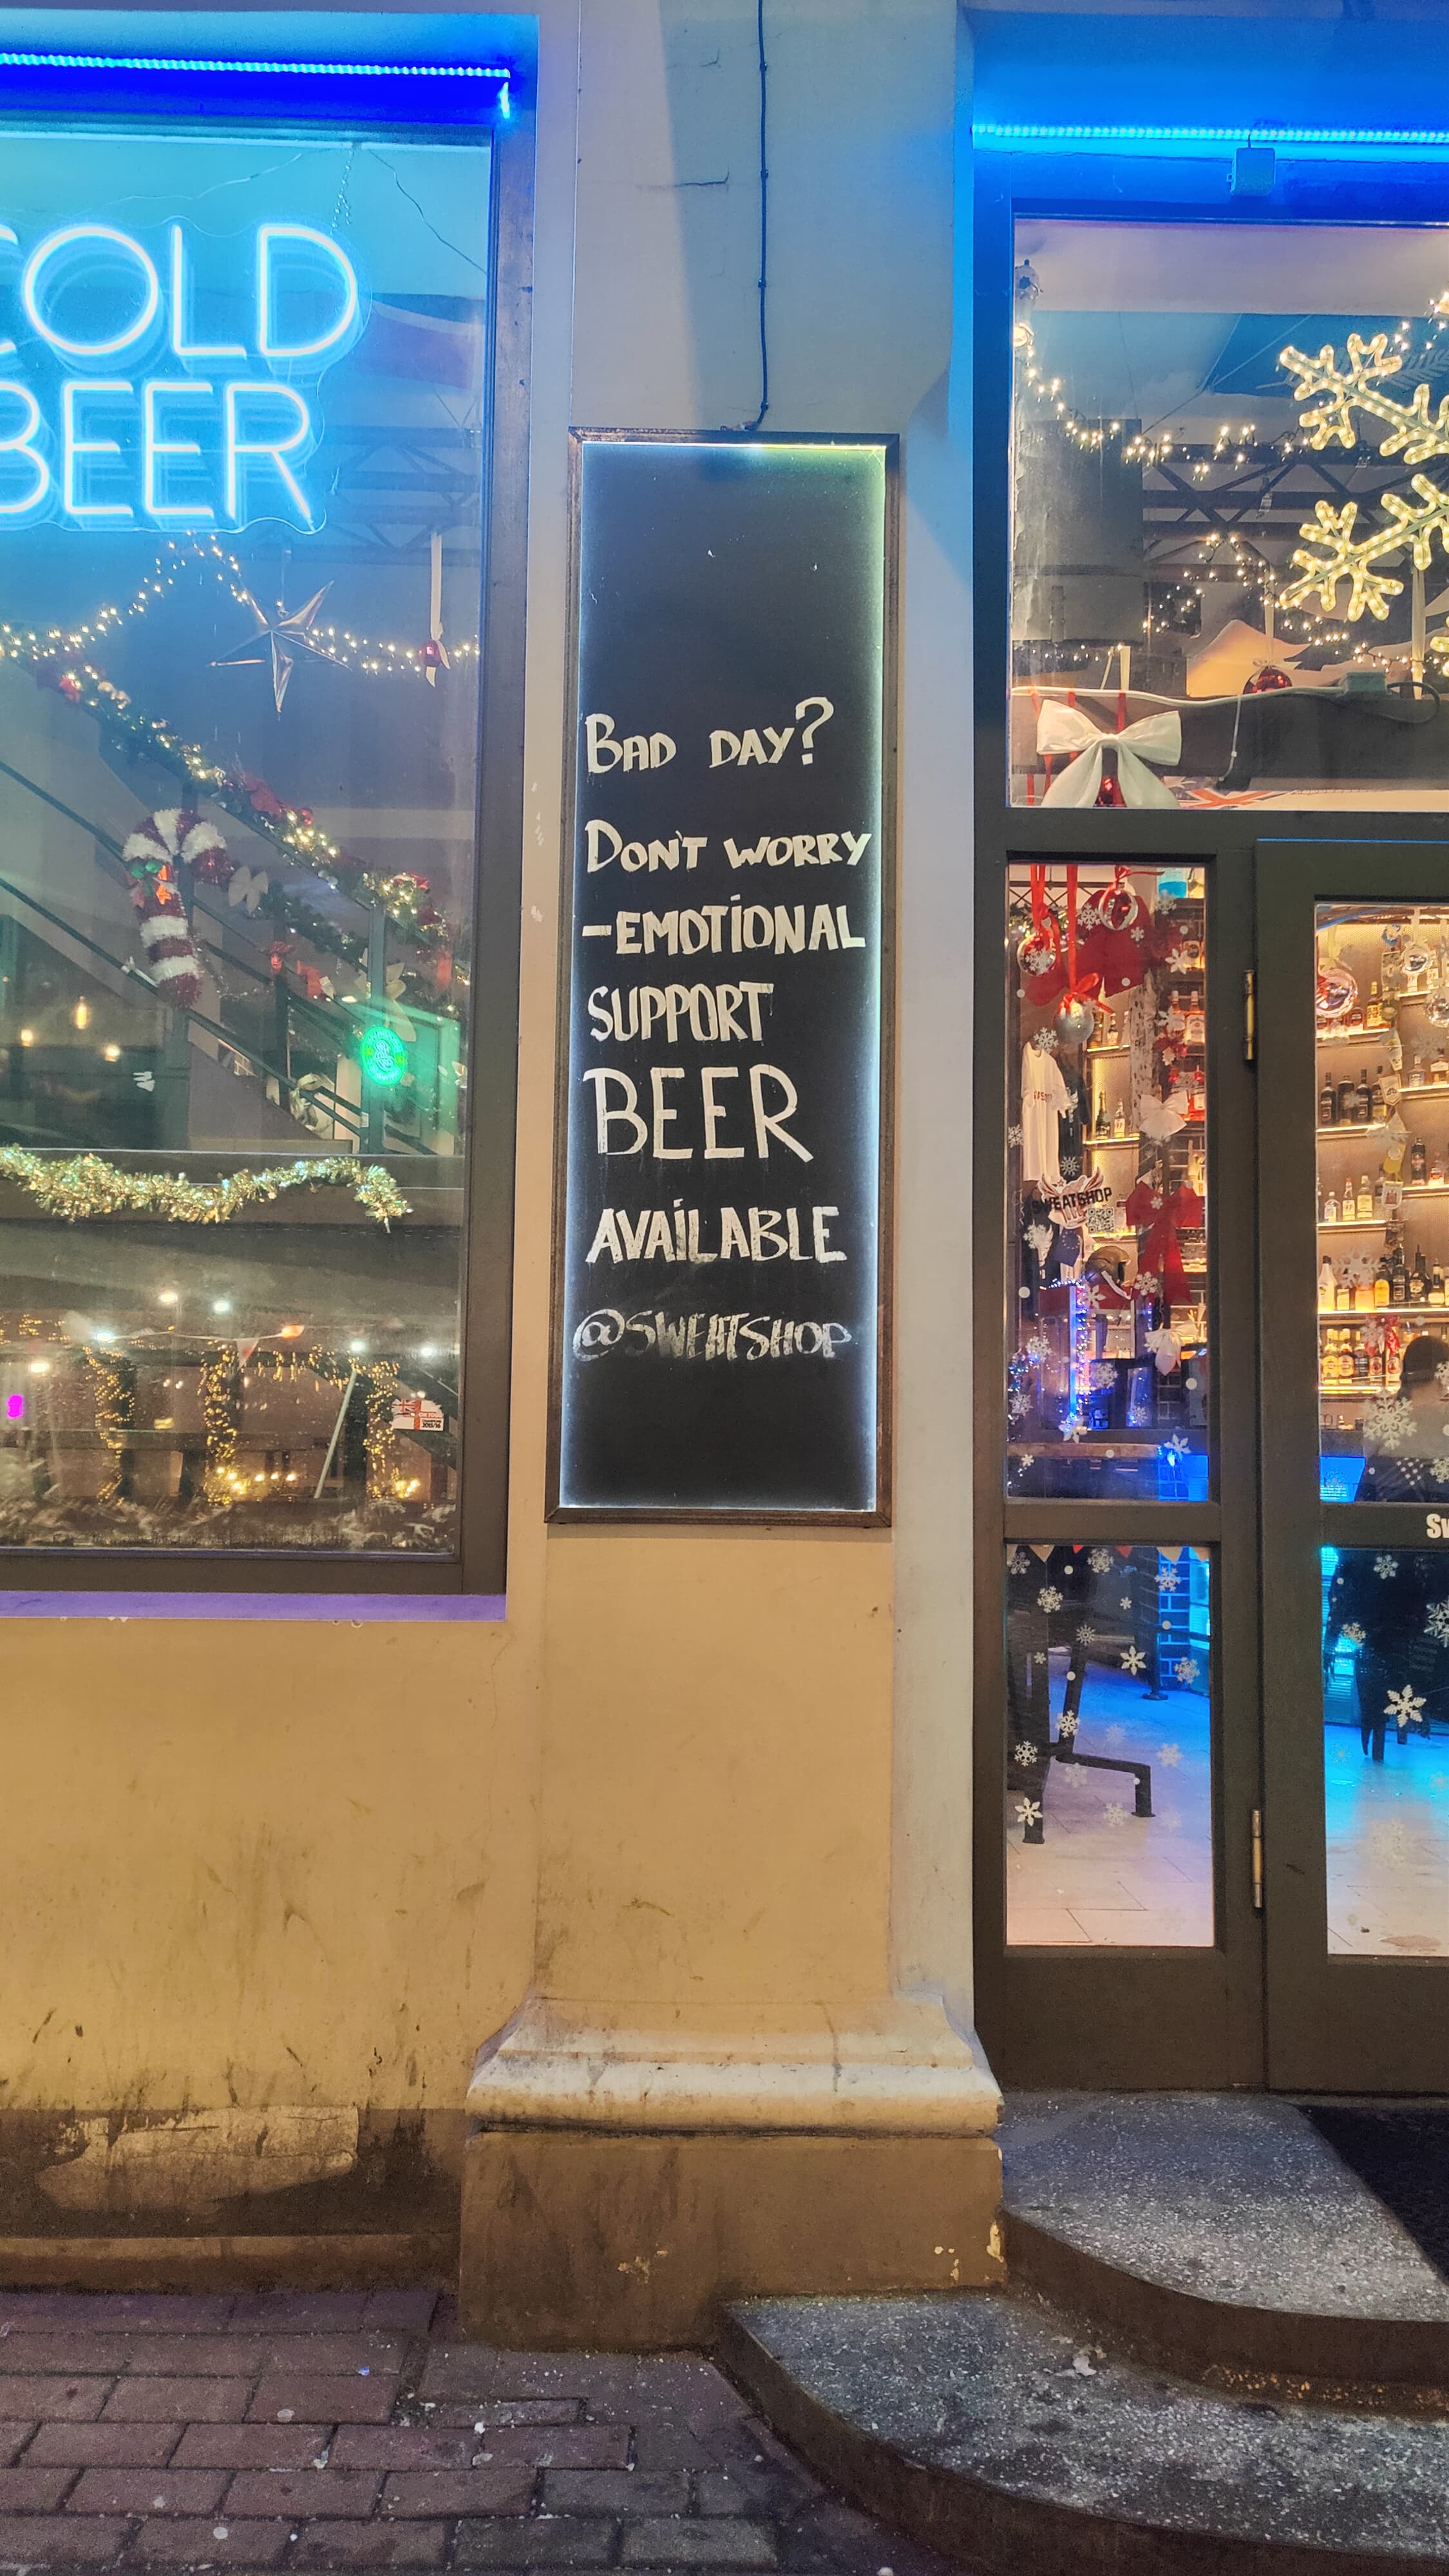 COLD
BEER
BAD DAY?
DON'T WORRY
-EMOTIONAL
SUPPORT
BEER
AVAILABLE
@SWEATSHOP
SWEATSHOP